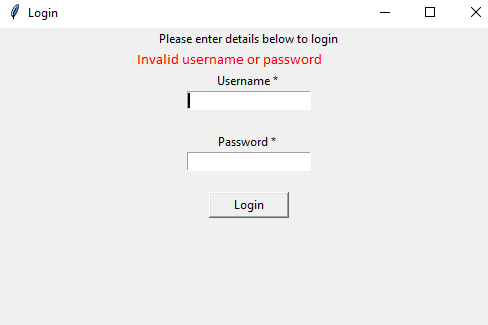 Login
Please enter details below to login
Invalid username or password
Username *
Password *
Login